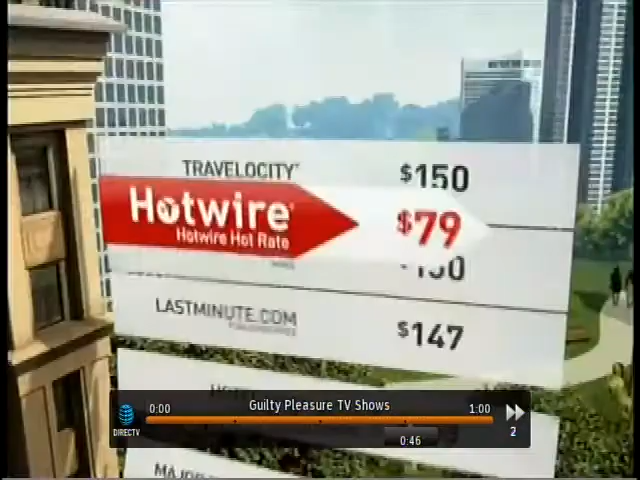 TRAVELOCITY $150
Hotwire $79
Hotwire Hot Rate
LASTMINUTE.COM $147
0:00 Guilty Pleasure TV Shows 1:00
DIRECTV 2
0:46